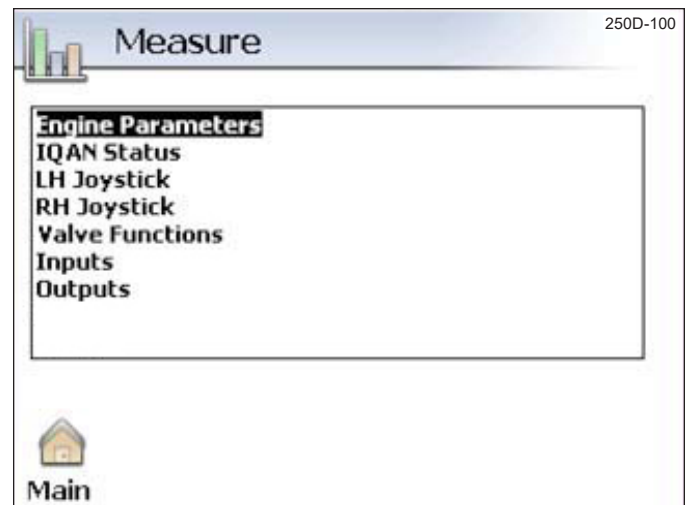 Measure
250D-100
Engine Parameters
IQAN Status
LH Joystick
RH Joystick
Valve Functions
Inputs
Outputs
Main